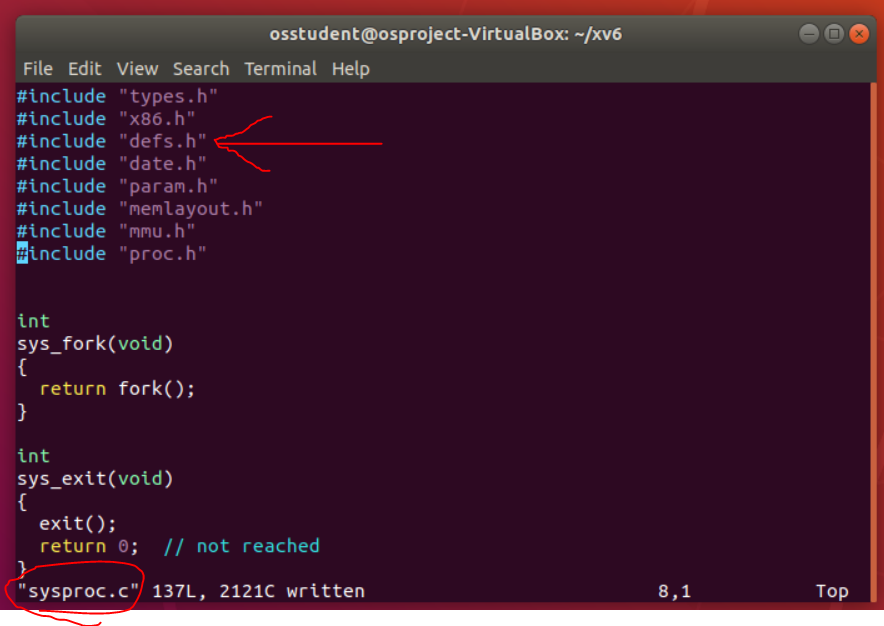 osstudent@osproject-VirtualBox: ~/xv6
File Edit View Search Terminal Help
#include "types.h"
#include "x86.h"
#include "defs.h"
#include "date.h"
#include "param.h"
#include "memlayout.h"
#include "mmu.h"
#include "proc.h"
int
sys_fork(void)
{
  return fork();
}
int
sys_exit(void)
{
  exit();
  return 0;  // not reached
}
"sysproc.c" 137L, 2121C written 8,1 Top